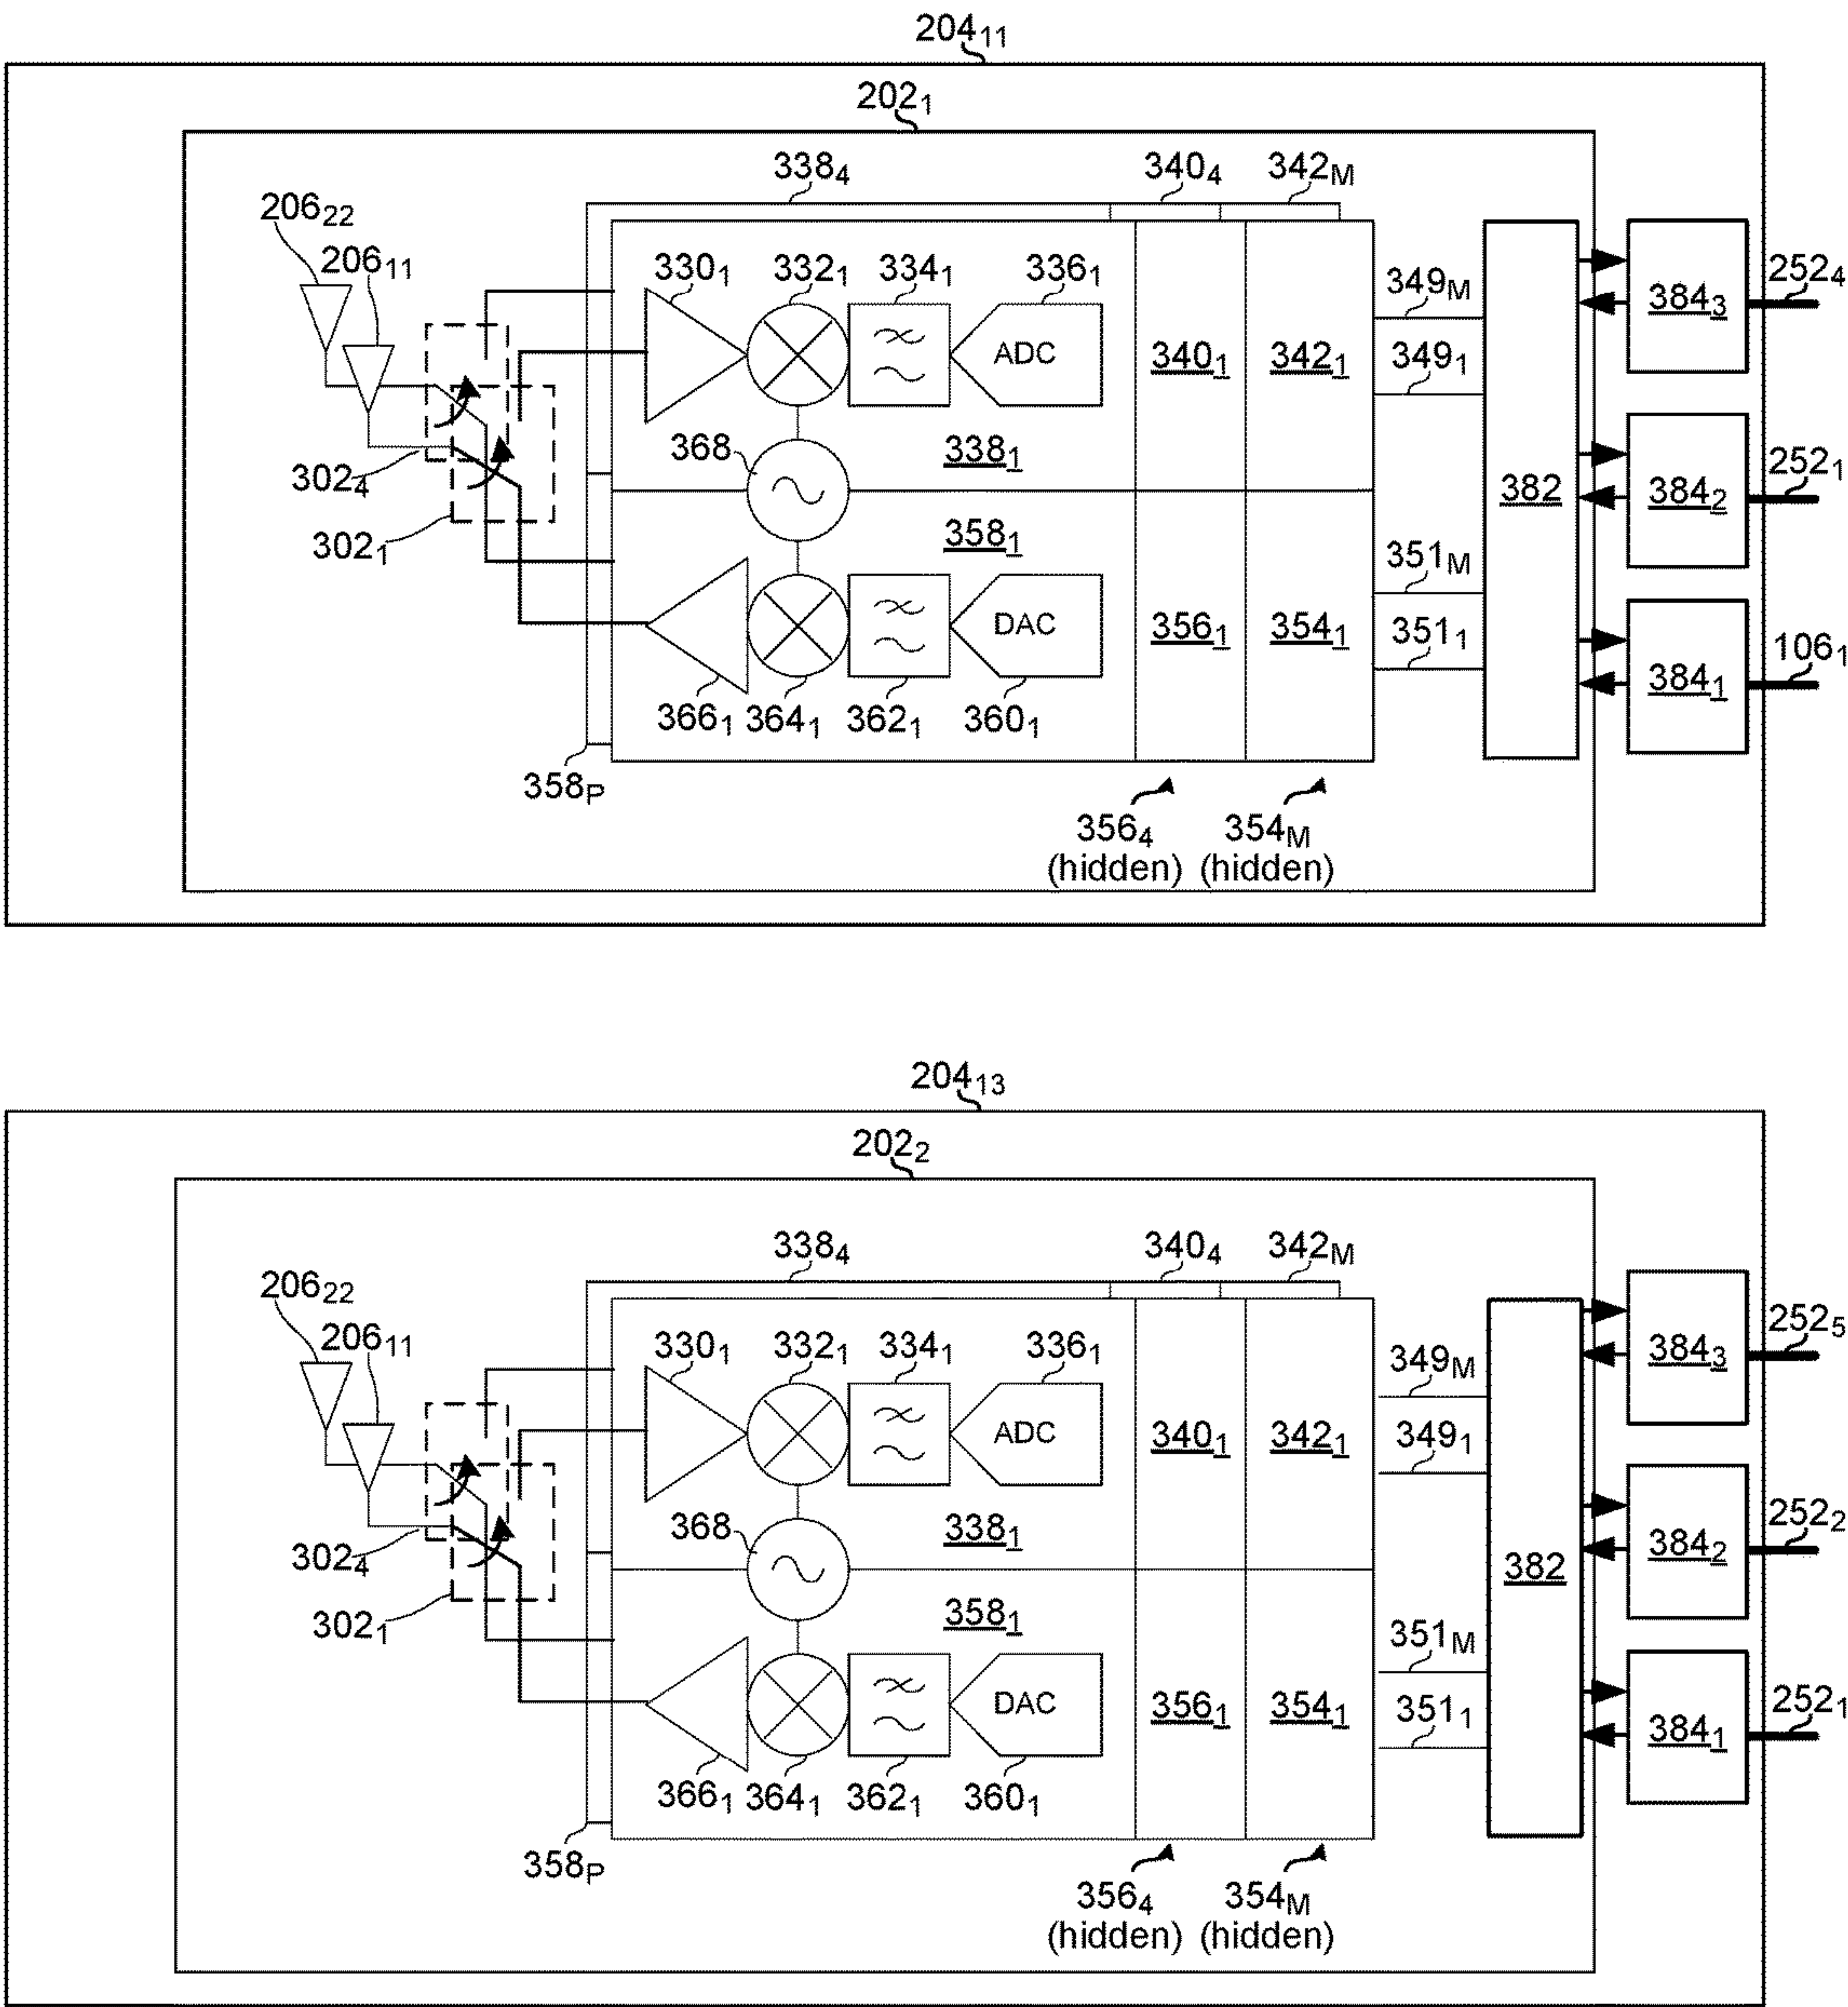 204₁₁
202₁
338₄ 340₄ 342M
206₂₂
206₁₁
330₁ 332₁ 334₁ 336₁ 349M 252₄
384₃
ADC 340₁ 342₁ 349₁
368 338₁ 252₁
302₄ 382 384₂
302₁ 358₁ 351M
DAC 356₁ 354₁ 351₁ 106₁
384₁
366₁ 364₁ 362₁ 360₁
358P
356₄ 354M
(hidden) (hidden)
204₁₃
202₂
338₄ 340₄ 342M
206₂₂
206₁₁
330₁ 332₁ 334₁ 336₁ 349M 252₅
384₃
ADC 340₁ 342₁ 349₁
368 338₁ 252₂
302₄ 382 384₂
302₁ 358₁ 351M
DAC 356₁ 354₁ 351₁ 252₁
384₁
366₁ 364₁ 362₁ 360₁
358P
356₄ 354M
(hidden) (hidden)